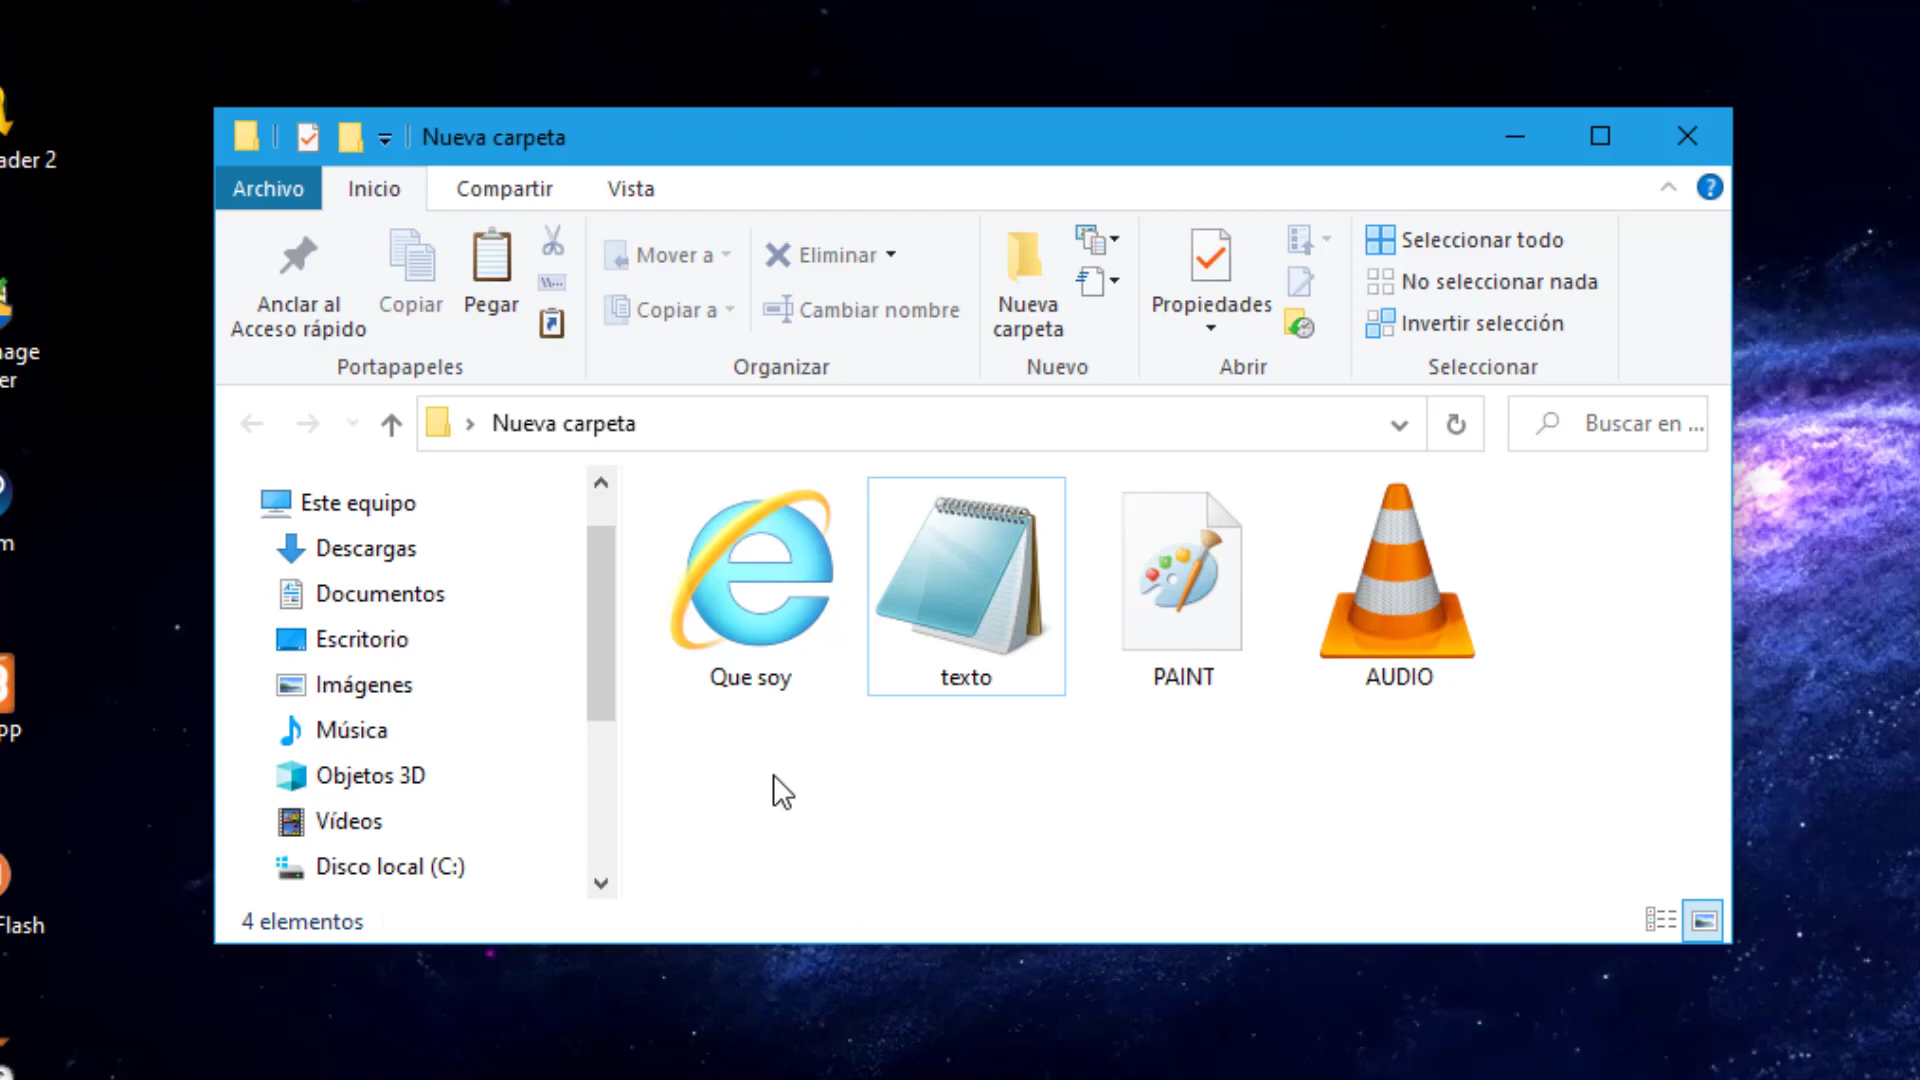 Nueva carpeta
Archivo Inicio Compartir Vista
Anclar al
Acceso rápido
Copiar
Pegar
Portapapeles
Mover a
Copiar a
Eliminar
Cambiar nombre
Organizar
Nueva
carpeta
Nuevo
Propiedades
Abrir
Seleccionar todo
No seleccionar nada
Invertir selección
Seleccionar
Nueva carpeta
Buscar en ...
Este equipo
Descargas
Documentos
Escritorio
Imágenes
Música
Objetos 3D
Vídeos
Disco local (C:)
Que soy
texto
PAINT
AUDIO
4 elementos
ader 2
er
m
PP
Flash